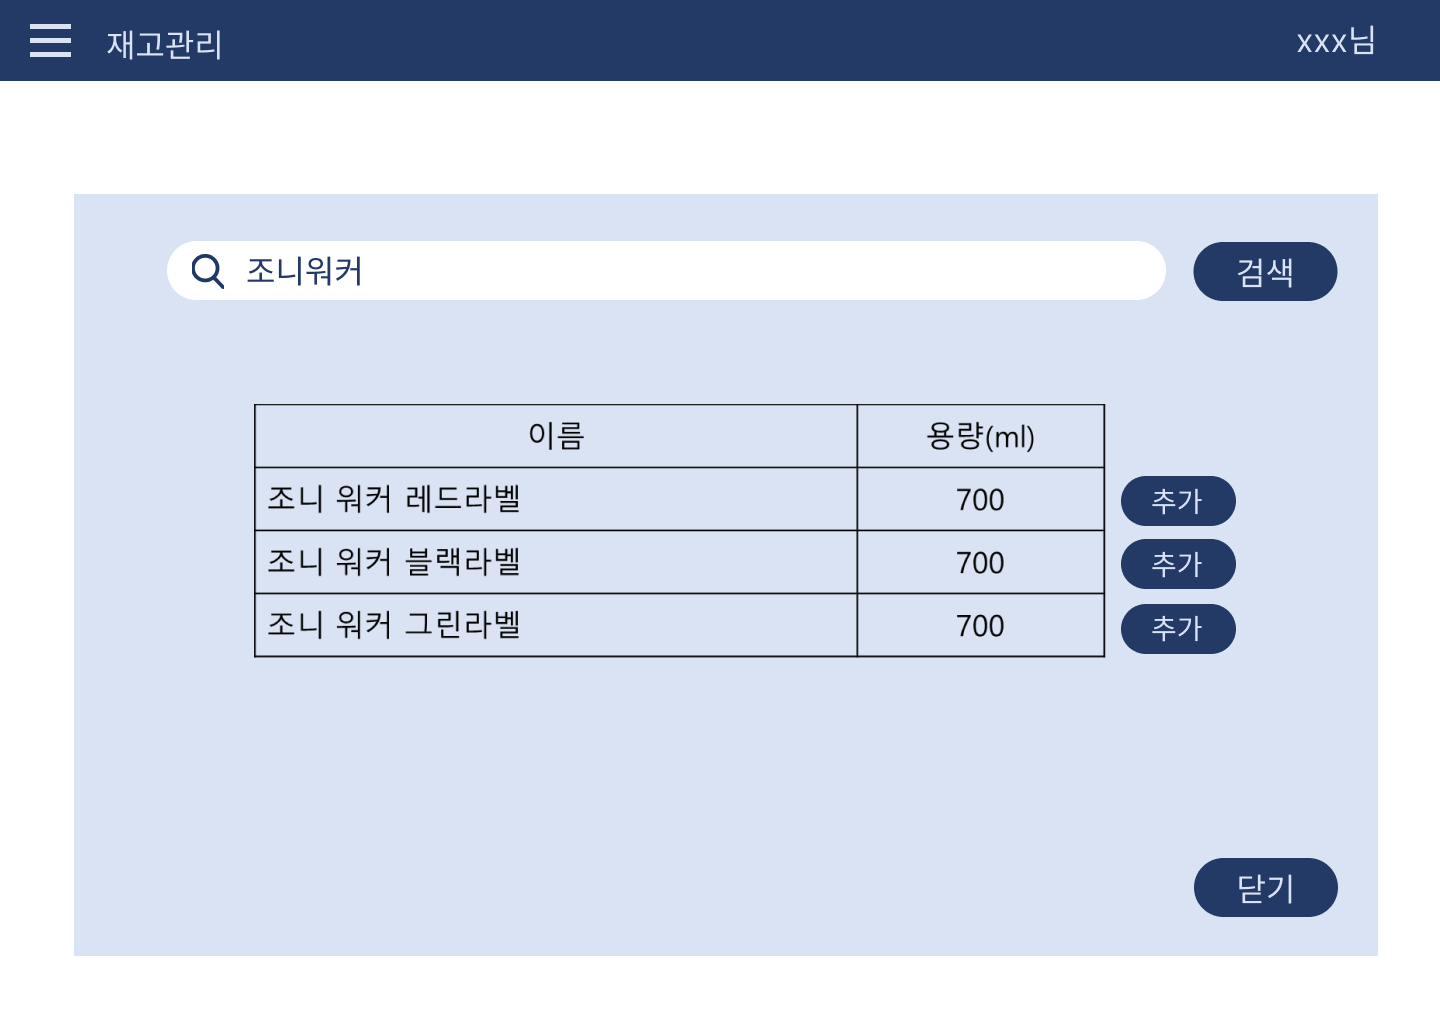 재고관리
xxx님
조니워커
검색
이름 용량(ml)
조니 워커 레드라벨 700 추가
조니 워커 블랙라벨 700 추가
조니 워커 그린라벨 700 추가
닫기